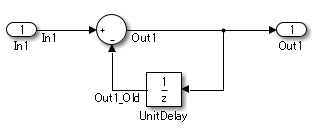 1
In1
In1
+
-
Out1
1
Out1
Out1_Old
1
z
UnitDelay